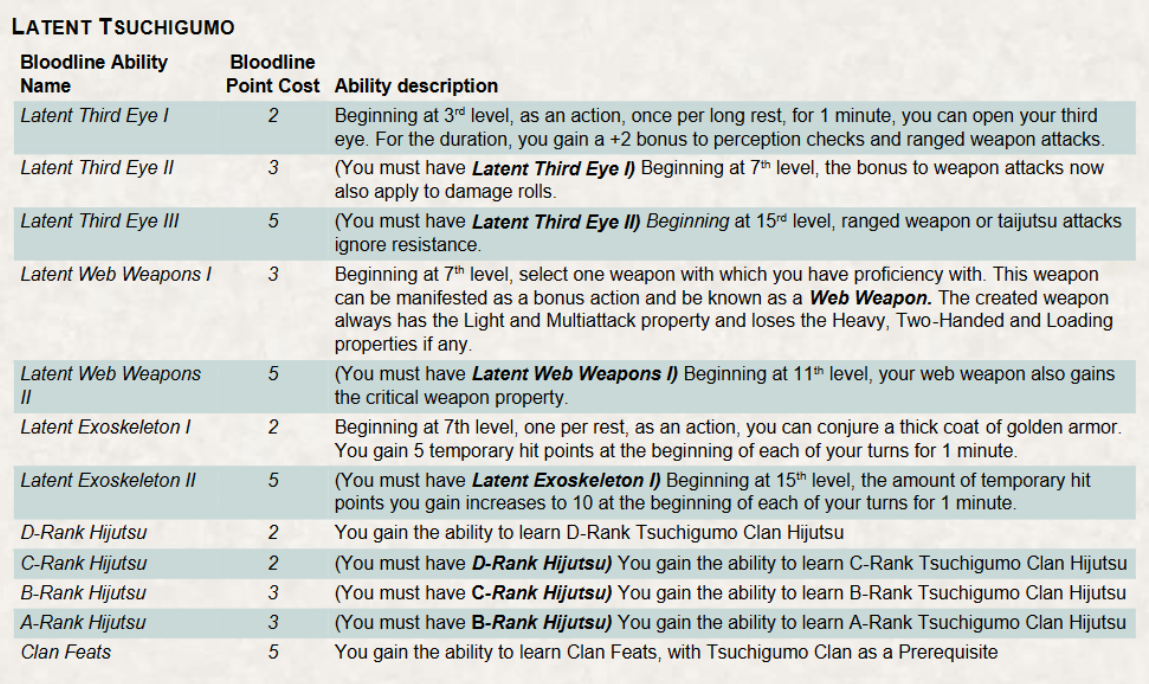 LATENT TSUCHIGUMO
Bloodline Ability Name Bloodline Point Cost Ability description
Latent Third Eye I 2 Beginning at 3rd level, as an action, once per long rest, for 1 minute, you can open your third
eye. For the duration, you gain a +2 bonus to perception checks and ranged weapon attacks.
Latent Third Eye II 3 (You must have Latent Third Eye I) Beginning at 7th level, the bonus to weapon attacks now
also apply to damage rolls.
Latent Third Eye III 5 (You must have Latent Third Eye II) Beginning at 15rd level, ranged weapon or taijutsu attacks
ignore resistance.
Latent Web Weapons I 3 Beginning at 7th level, select one weapon with which you have proficiency with. This weapon
can be manifested as a bonus action and be known as a Web Weapon. The created weapon
always has the Light and Multiattack property and loses the Heavy, Two-Handed and Loading
properties if any.
Latent Web Weapons II 5 (You must have Latent Web Weapons I) Beginning at 11th level, your web weapon also gains
the critical weapon property.
Latent Exoskeleton I 2 Beginning at 7th level, one per rest, as an action, you can conjure a thick coat of golden armor.
You gain 5 temporary hit points at the beginning of each of your turns for 1 minute.
Latent Exoskeleton II 5 (You must have Latent Exoskeleton I) Beginning at 15th level, the amount of temporary hit
points you gain increases to 10 at the beginning of each of your turns for 1 minute.
D-Rank Hijutsu 2 You gain the ability to learn D-Rank Tsuchigumo Clan Hijutsu
C-Rank Hijutsu 2 (You must have D-Rank Hijutsu) You gain the ability to learn C-Rank Tsuchigumo Clan Hijutsu
B-Rank Hijutsu 3 (You must have C-Rank Hijutsu) You gain the ability to learn B-Rank Tsuchigumo Clan Hijutsu
A-Rank Hijutsu 3 (You must have B-Rank Hijutsu) You gain the ability to learn A-Rank Tsuchigumo Clan Hijutsu
Clan Feats 5 You gain the ability to learn Clan Feats, with Tsuchigumo Clan as a Prerequisite